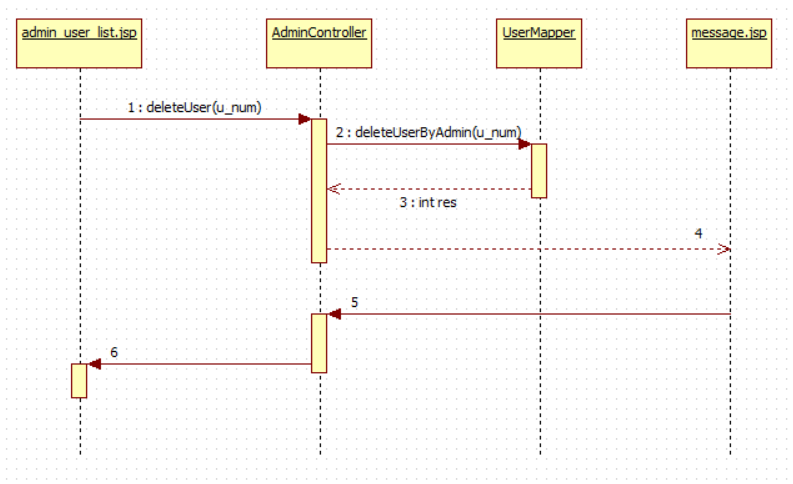 admin_user_list.jsp
AdminController
UserMapper
message.jsp
1 : deleteUser(u_num)
2 : deleteUserByAdmin(u_num)
3 : int res
4
5
6